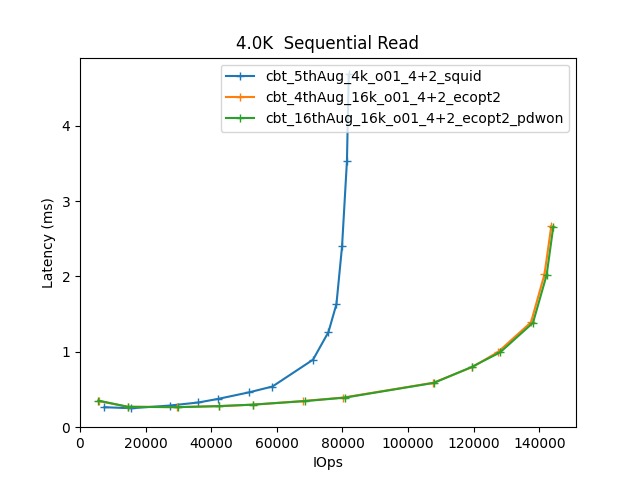 4.0K  Sequential Read
cbt_5thAug_4k_o01_4+2_squid
cbt_4thAug_16k_o01_4+2_ecopt2
cbt_16thAug_16k_o01_4+2_ecopt2_pdwon
Latency (ms)
4
3
2
1
0
0 20000 40000 60000 80000 100000 120000 140000
IOps